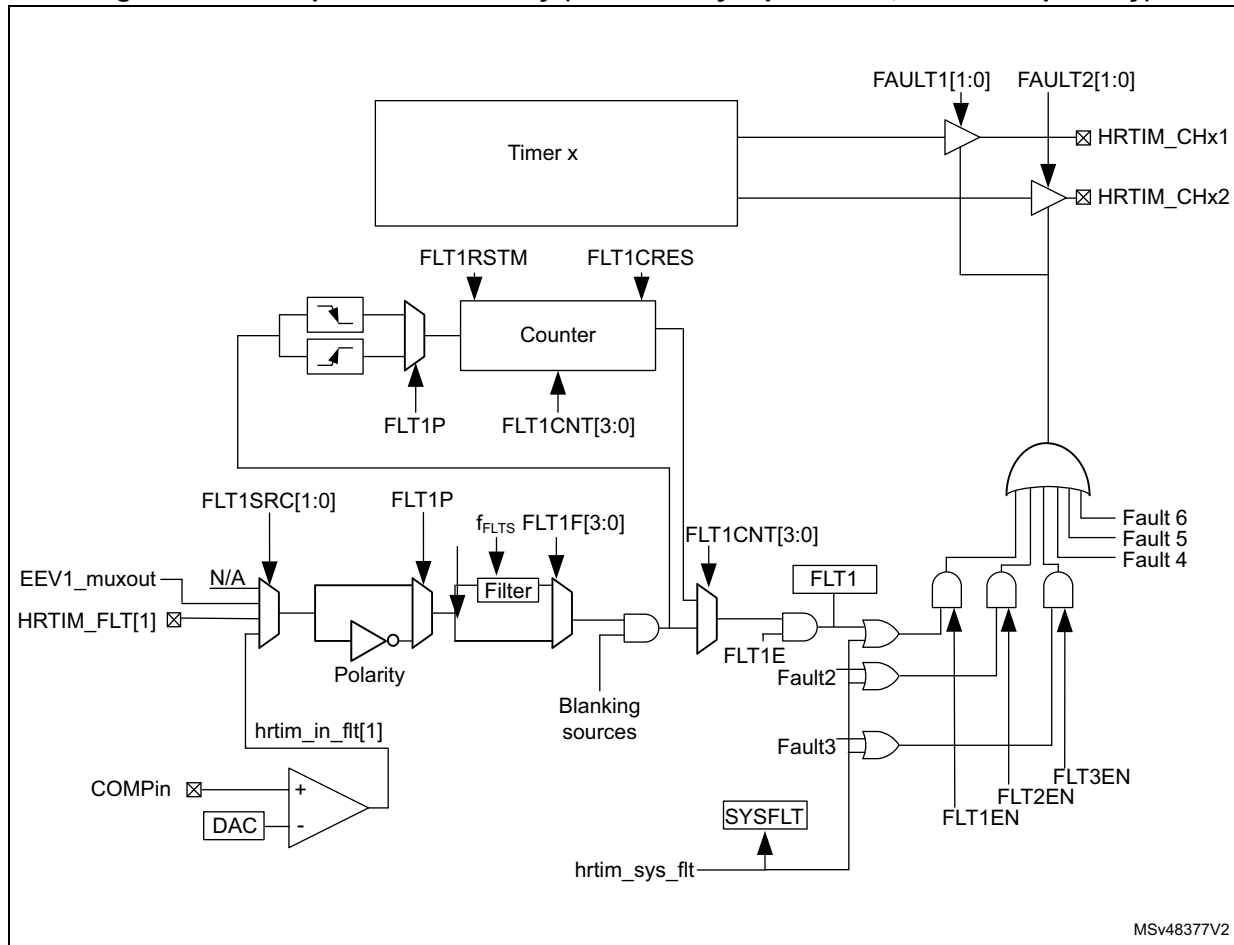 FAULT1[1:0] FAULT2[1:0]
Timer x
HRTIM_CHx1
HRTIM_CHx2
FLT1RSTM FLT1CRES
Counter
FLT1P FLT1CNT[3:0]
FLT1SRC[1:0] FLT1P
fFLTS FLT1F[3:0]
FLT1CNT[3:0]
Fault 6
Fault 5
Fault 4
EEV1_muxout N/A
Filter
FLT1
HRTIM_FLT[1]
Polarity
FLT1E
Fault2
Blanking
sources
hrtim_in_flt[1]
Fault3
COMPin +
DAC -
FLT3EN
FLT2EN
FLT1EN
SYSFLT
hrtim_sys_flt
MSv48377V2